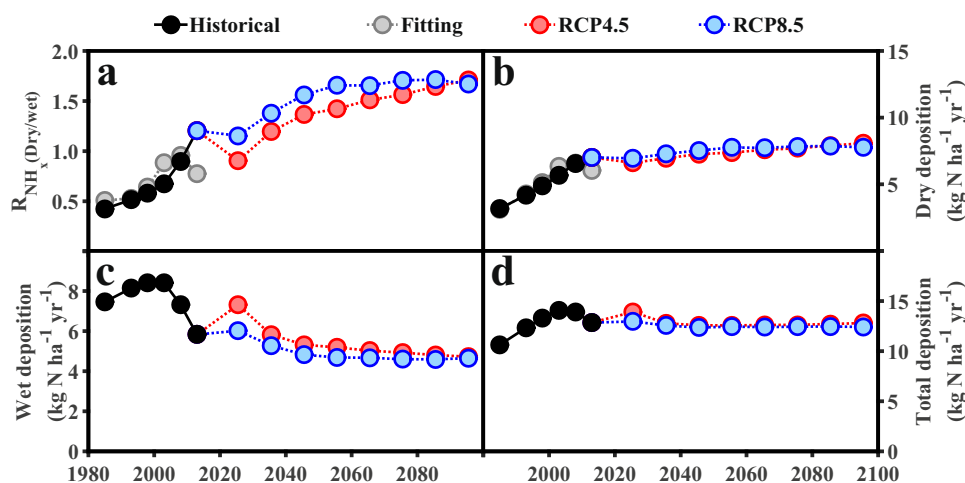 Historical Fitting RCP4.5 RCP8.5
a
2.0
1.5
1.0
0.5
R_NH_x (Dry/wet)
b
15
10
5
Dry deposition
(kg N ha^-1 yr^-1)
c
8
6
4
2
0
Wet deposition
(kg N ha^-1 yr^-1)
d
15
10
5
0
Total deposition
(kg N ha^-1 yr^-1)
1980 2000 2020 2040 2060 2080
2000 2020 2040 2060 2080 2100